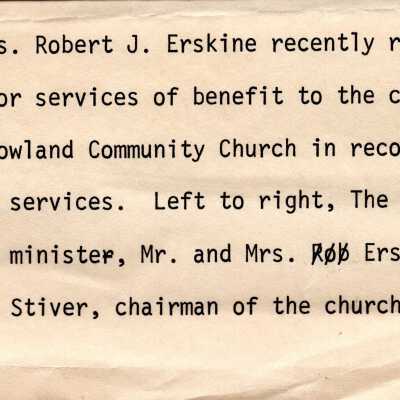 s. Robert J. Erskine recently r
or services of benefit to the c
owland Community Church in reco
services.  Left to right, The
minister, Mr. and Mrs. Rob Ers
Stiver, chairman of the church